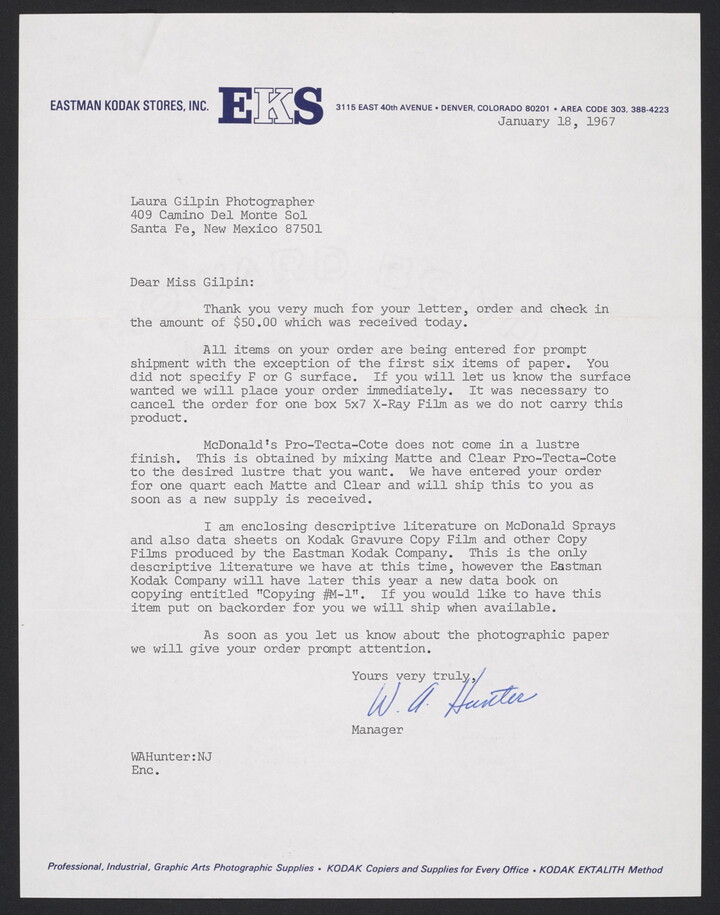 EASTMAN KODAK STORES, INC. EKS 3115 EAST 40th AVENUE • DENVER, COLORADO 80201 • AREA CODE 303, 388-4223
January 18, 1967
Laura Gilpin Photographer
409 Camino Del Monte Sol
Santa Fe, New Mexico 87501
Dear Miss Gilpin:
Thank you very much for your letter, order and check in
the amount of $50.00 which was received today.
All items on your order are being entered for prompt
shipment with the exception of the first six items of paper. You
did not specify F or G surface. If you will let us know the surface
wanted we will place your order immediately. It was necessary to
cancel the order for one box 5x7 X-Ray Film as we do not carry this
product.
McDonald's Pro-Tecta-Cote does not come in a lustre
finish. This is obtained by mixing Matte and Clear Pro-Tecta-Cote
to the desired lustre that you want. We have entered your order
for one quart each Matte and Clear and will ship this to you as
soon as a new supply is received.
I am enclosing descriptive literature on McDonald Sprays
and also data sheets on Kodak Gravure Copy Film and other Copy
Films produced by the Eastman Kodak Company. This is the only
descriptive literature we have at this time, however the Eastman
Kodak Company will have later this year a new data book on
copying entitled "Copying #M-1". If you would like to have this
item put on backorder for you we will ship when available.
As soon as you let us know about the photographic paper
we will give your order prompt attention.
Yours very truly,
W. A. Hunter
Manager
WAHunter:NJ
Enc.
Professional, Industrial, Graphic Arts Photographic Supplies • KODAK Copiers and Supplies for Every Office • KODAK EKTALITH Method